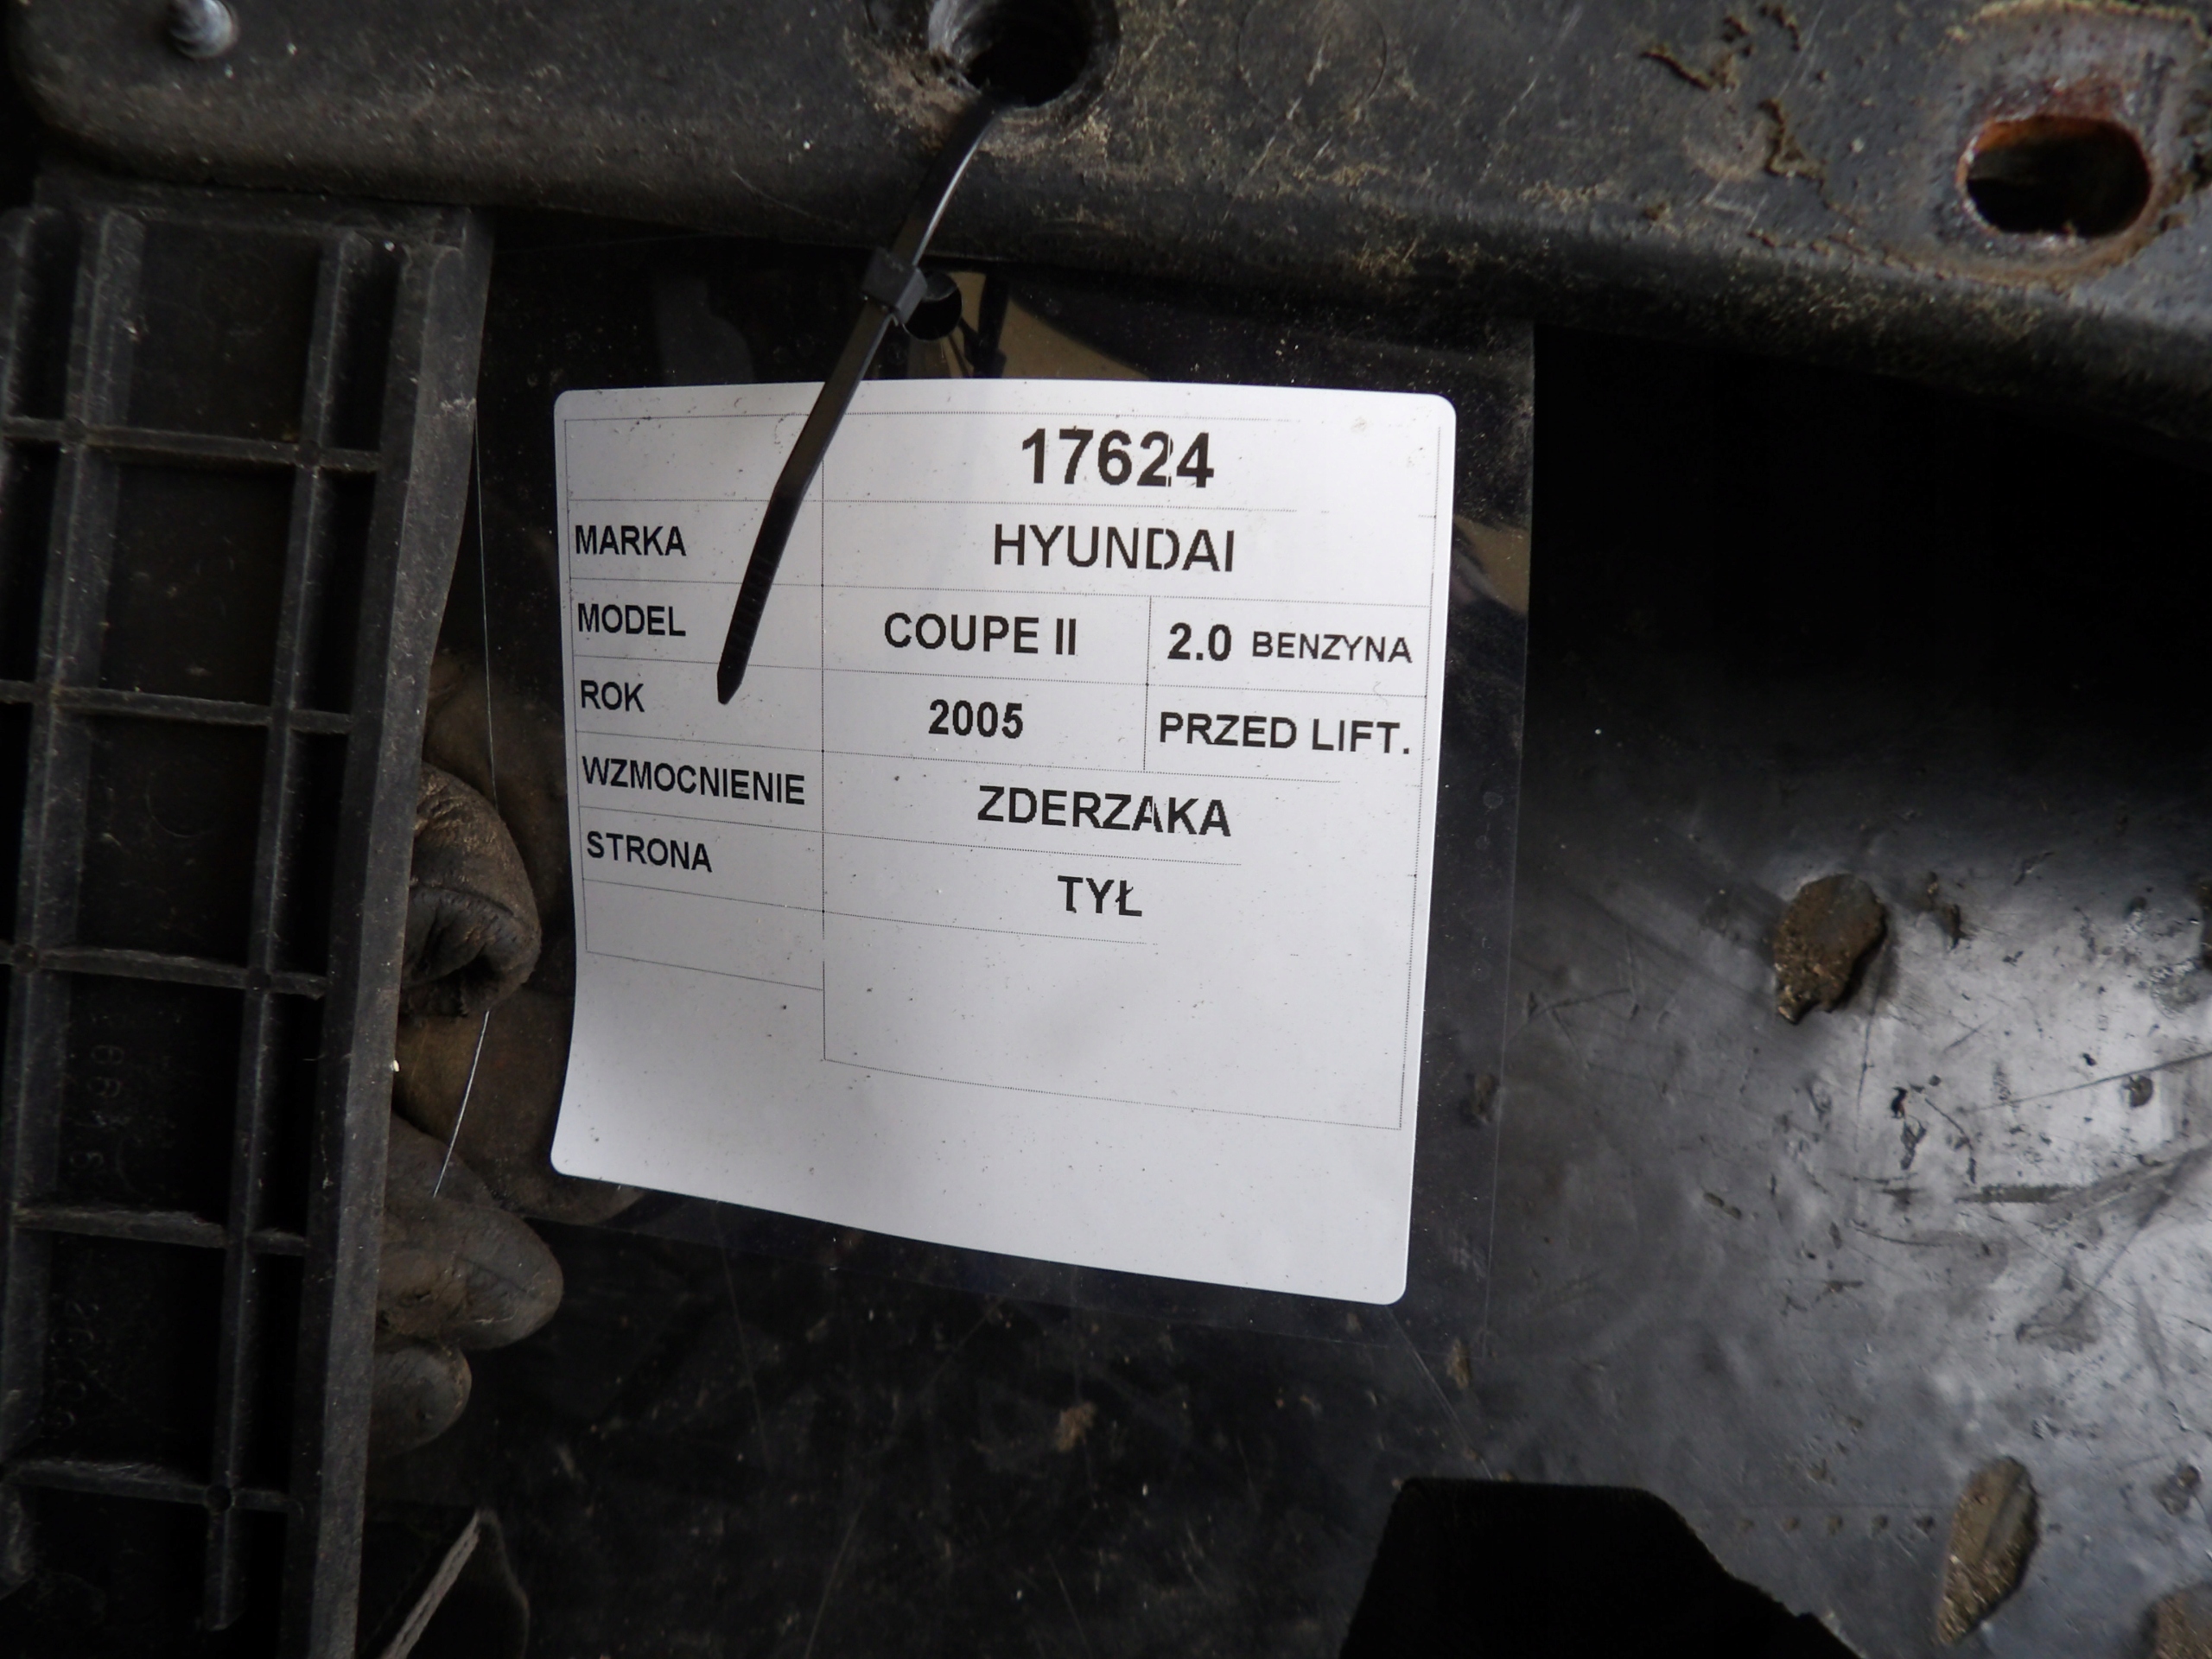 17624
MARKA HYUNDAI
MODEL COUPE II 2.0 BENZYNA
ROK 2005 PRZED LIFT.
WZMOCNIENIE ZDERZAKA
STRONA TYŁ